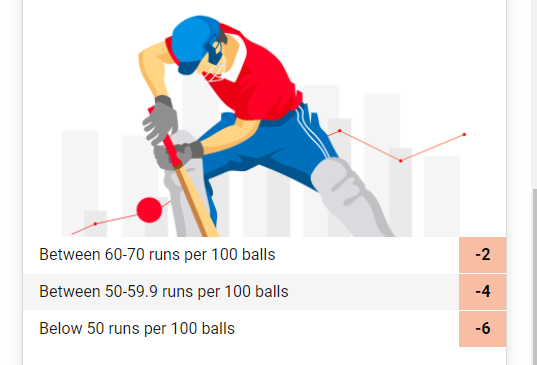 Between 60-70 runs per 100 balls -2
Between 50-59.9 runs per 100 balls -4
Below 50 runs per 100 balls -6